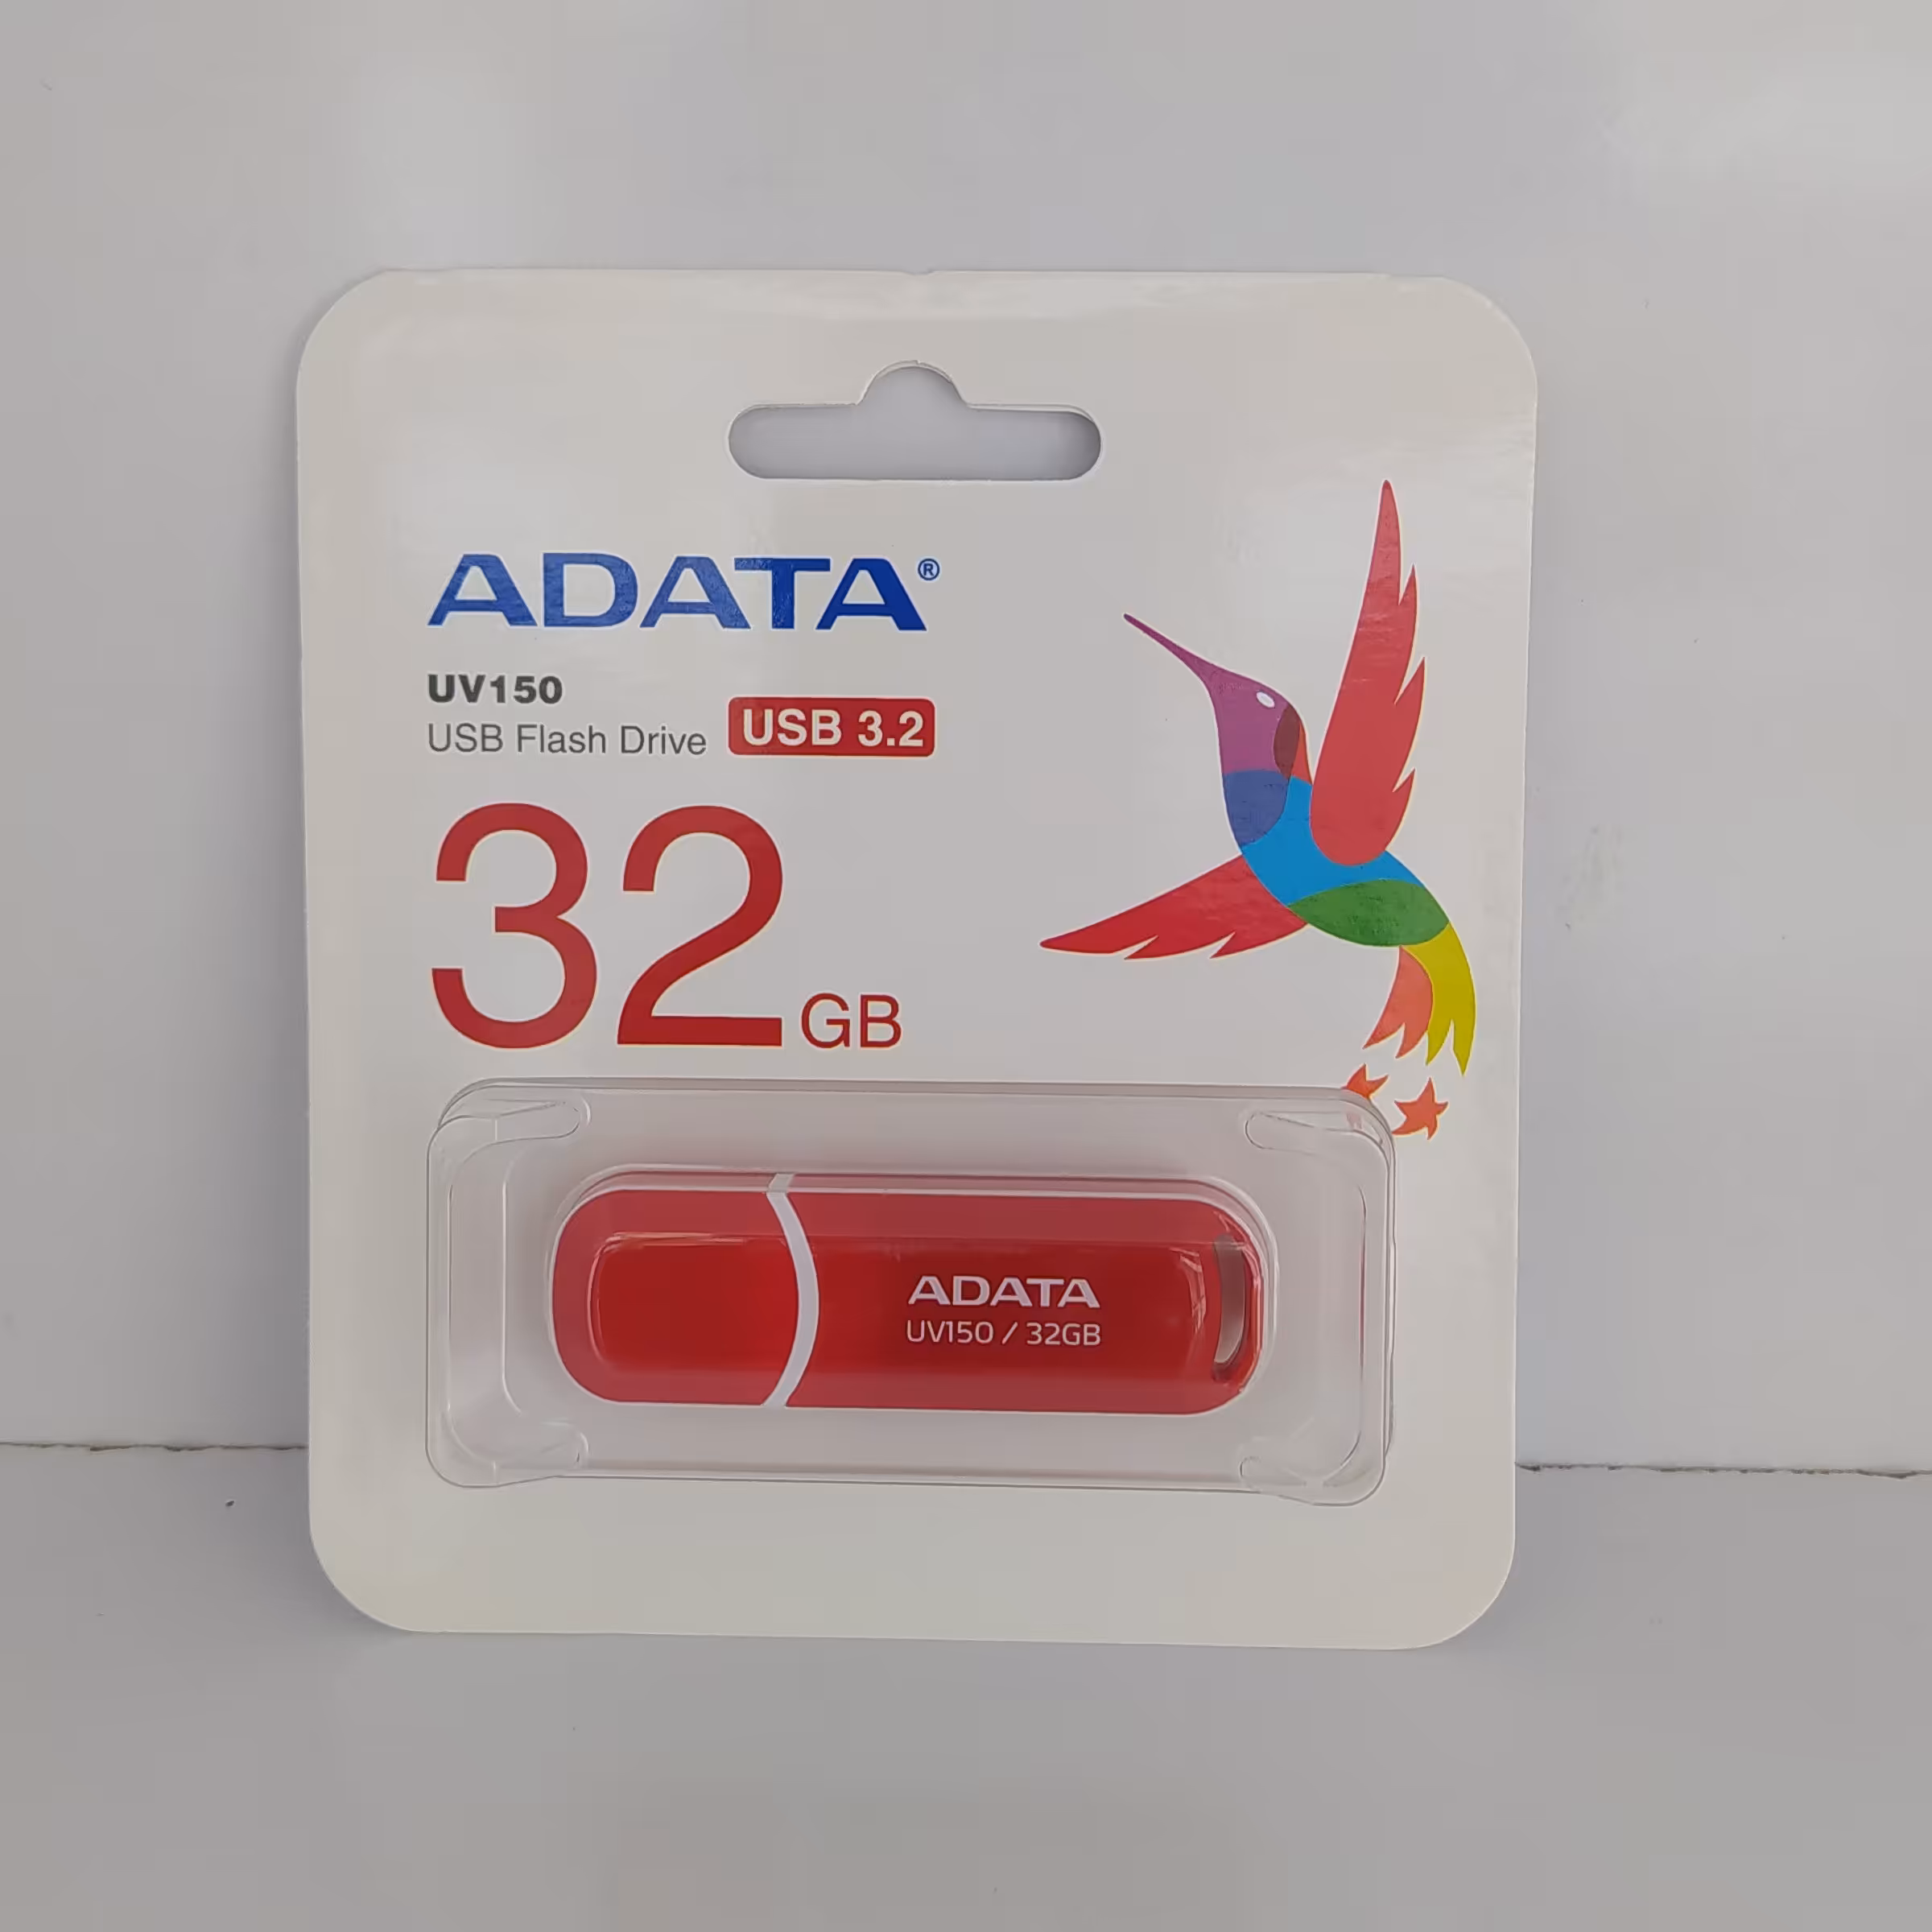 ADATA®
UV150
USB Flash Drive USB 3.2
32GB
ADATA
UV150 / 32GB